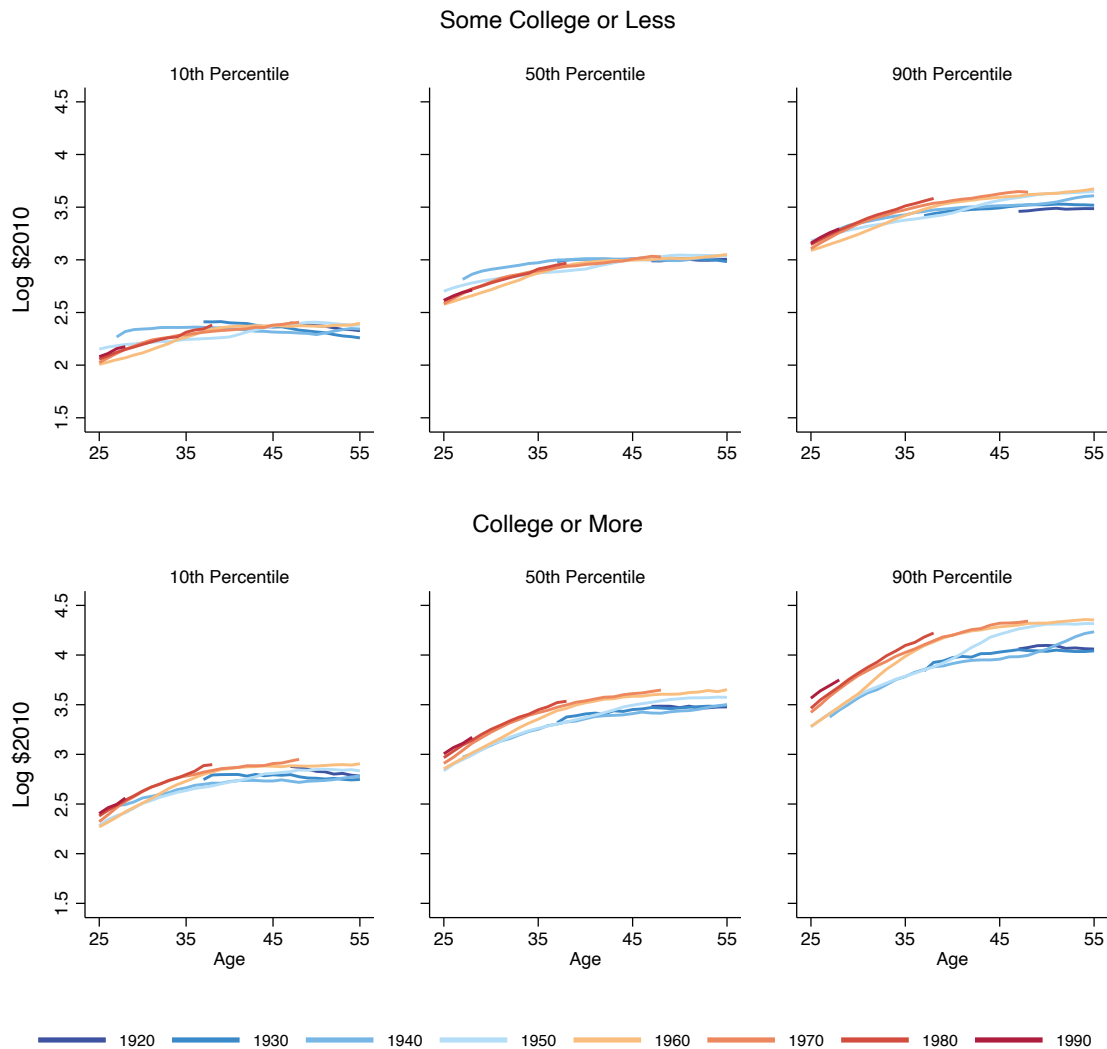 Some College or Less
10th Percentile 50th Percentile 90th Percentile
Log $2010
4.5
4
3.5
3
2.5
2
1.5
25 35 45 55 25 35 45 55 25 35 45 55
College or More
10th Percentile 50th Percentile 90th Percentile
Log $2010
4.5
4
3.5
3
2.5
2
1.5
25 35 45 55 25 35 45 55 25 35 45 55
Age Age Age
1920 1930 1940 1950 1960 1970 1980 1990